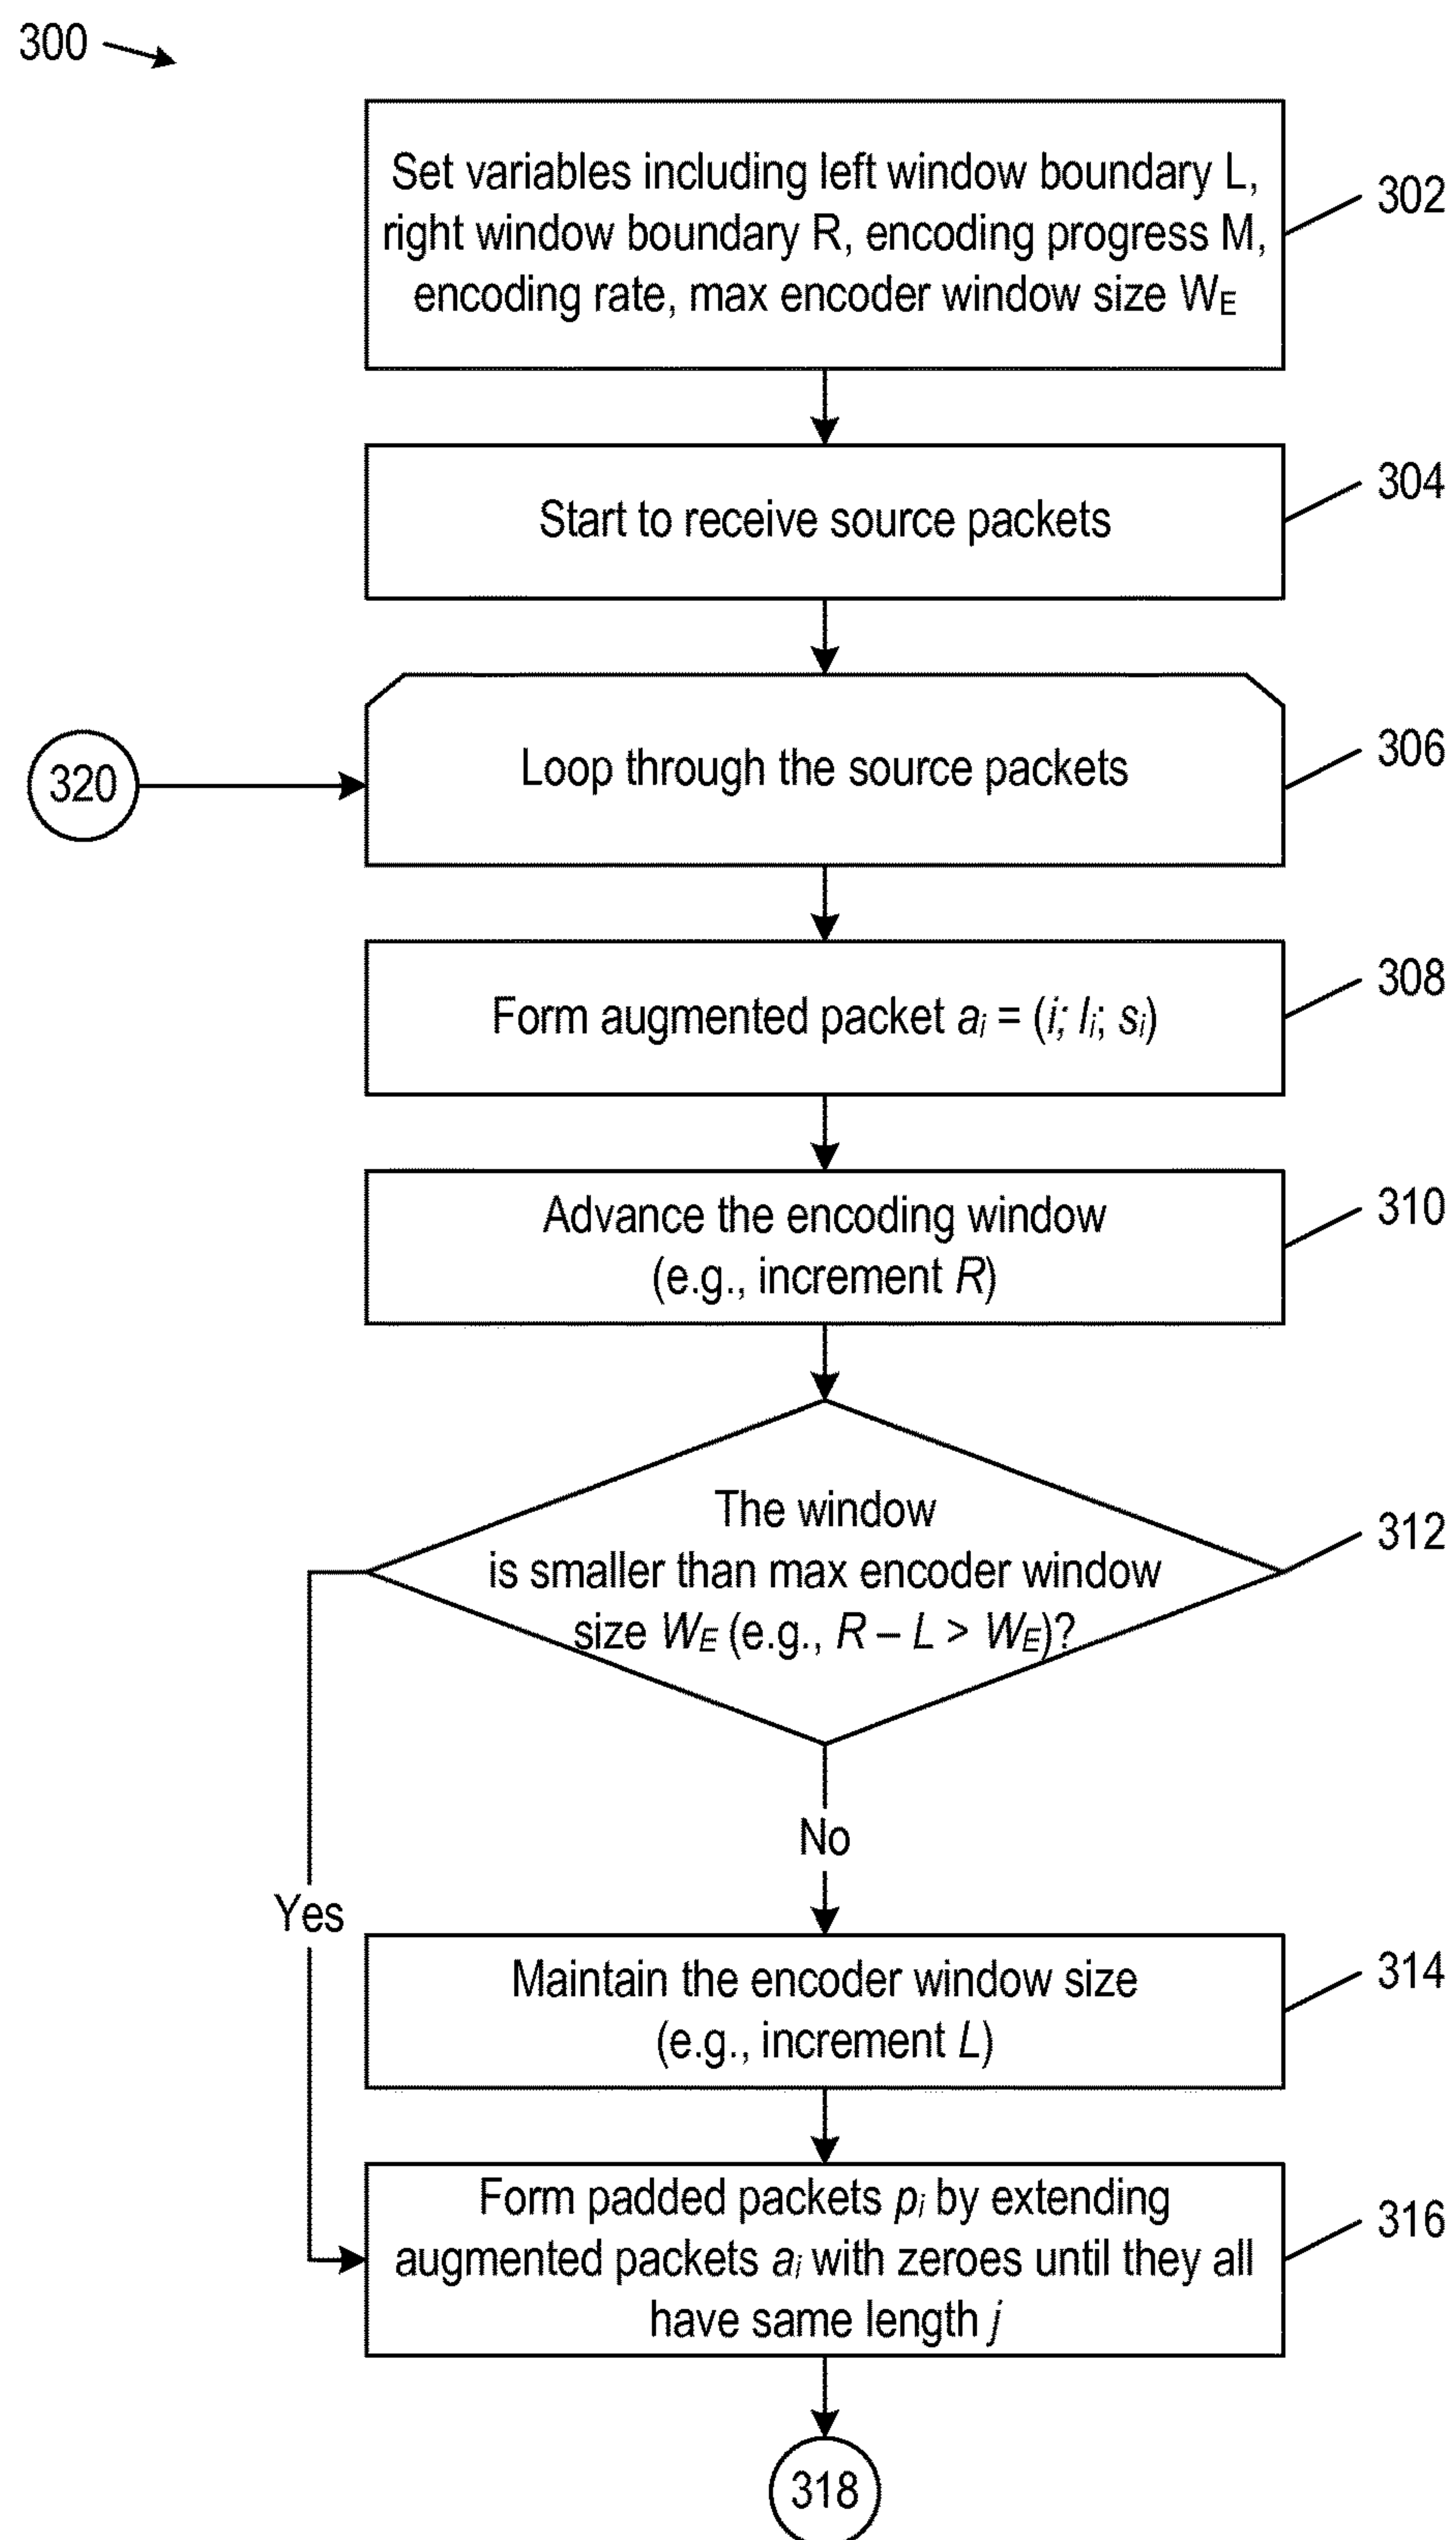 300
Set variables including left window boundary L,
right window boundary R, encoding progress M,
encoding rate, max encoder window size WE
302
Start to receive source packets
304
320
Loop through the source packets
306
Form augmented packet ai = (i; li; si)
308
Advance the encoding window
(e.g., increment R)
310
The window
is smaller than max encoder window
size WE (e.g., R – L > WE)?
312
No
Yes
Maintain the encoder window size
(e.g., increment L)
314
Form padded packets pi by extending
augmented packets ai with zeroes until they all
have same length j
316
318